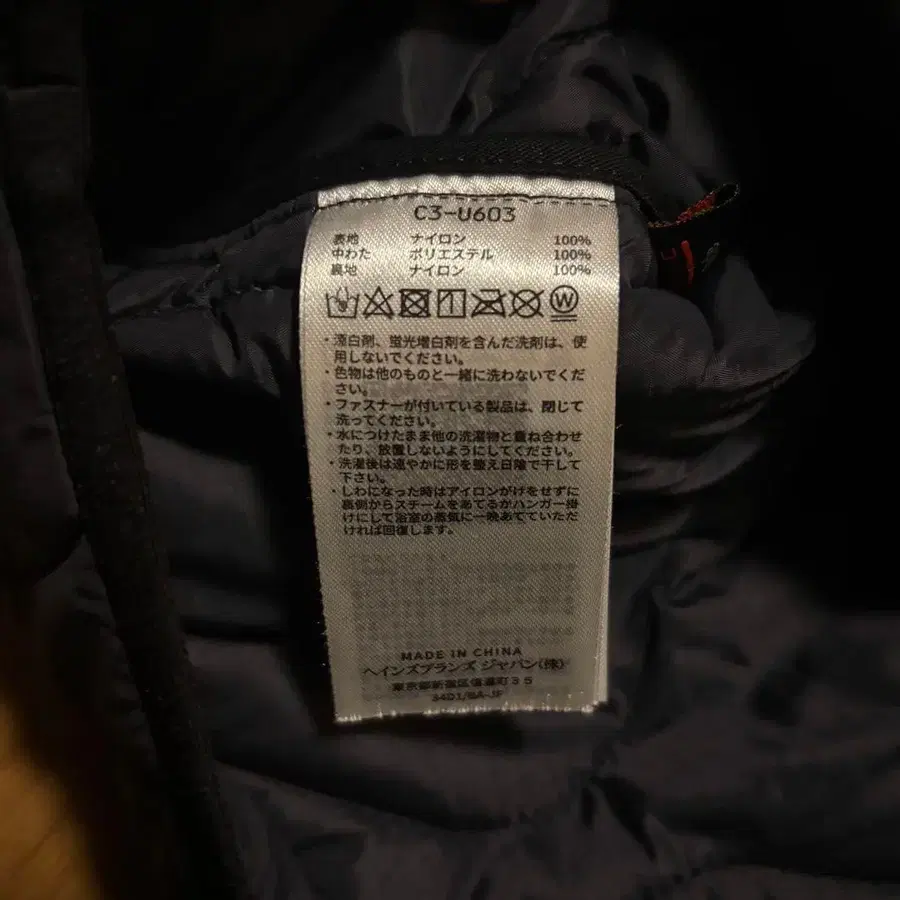 C3-U603
表地 ナイロン 100%
中わた ポリエステル 100%
裏地 ナイロン 100%
・漂白剤、蛍光増白剤を含んだ洗剤は、使
用しないでください。
・色物は他のものと一緒に洗わないでくだ
さい。
・ファスナーが付いている製品は、閉じて
洗ってください。
・水につけたまま他の洗濯物と重ね合わせ
たり、放置しないようにしてください。
・洗濯後は速やかに形を整え日陰で干して
下さい。
・しわになった時はアイロンがけをせずに
裏側からスチームをあてるかハンガー掛
けにして浴室の蒸気に一晩あてていただ
ければ回復します。
MADE IN CHINA
ヘインズブランズ ジャパン(株)
東京都新宿区信濃町35